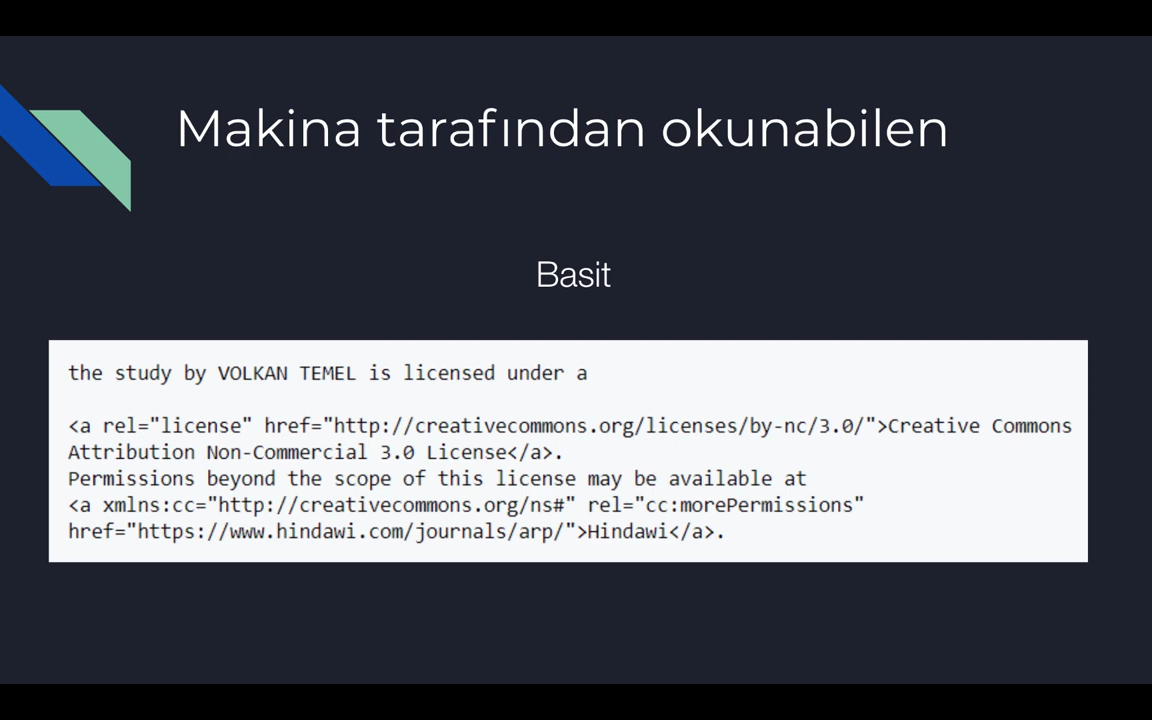 Makina tarafından okunabilen
Basit
the study by VOLKAN TEMEL is licensed under a
<a rel="license" href="http://creativecommons.org/licenses/by-nc/3.0/">Creative Commons
Attribution Non-Commercial 3.0 License</a>.
Permissions beyond the scope of this license may be available at
<a xmlns:cc="http://creativecommons.org/ns#" rel="cc:morePermissions"
href="https://www.hindawi.com/journals/arp/">Hindawi</a>.